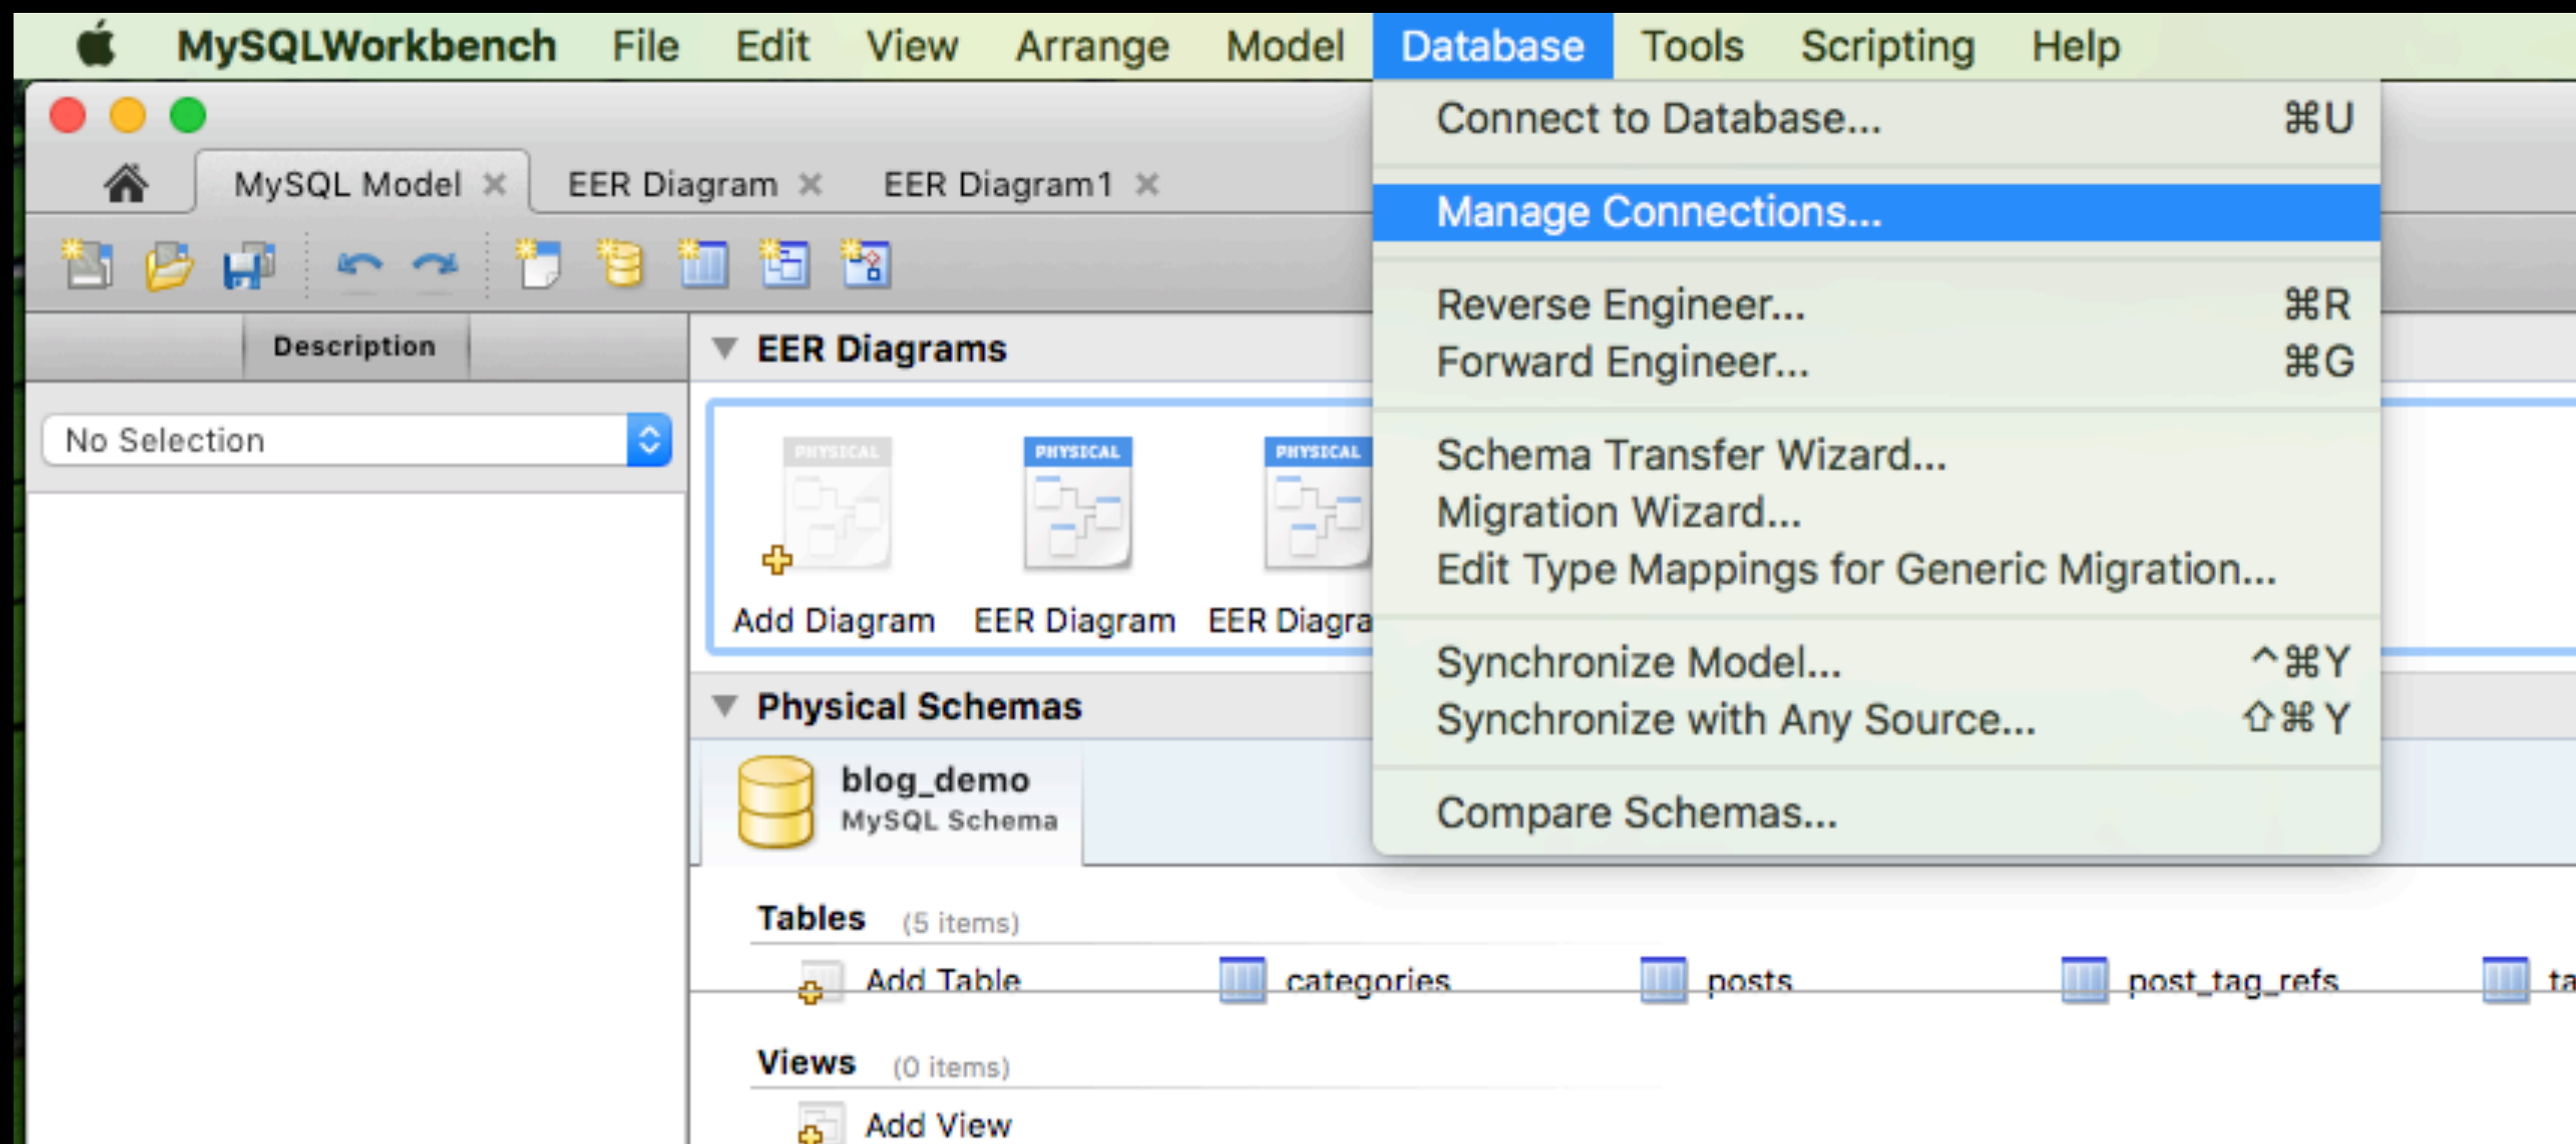 MySQLWorkbench File Edit View Arrange Model Database Tools Scripting Help
Connect to Database... ⌘U
Manage Connections...
Reverse Engineer... ⌘R
Forward Engineer... ⌘G
Schema Transfer Wizard...
Migration Wizard...
Edit Type Mappings for Generic Migration...
Synchronize Model... ^⌘Y
Synchronize with Any Source... ⇧⌘Y
Compare Schemas...
MySQL Model EER Diagram EER Diagram1
Description
No Selection
EER Diagrams
PHYSICAL PHYSICAL PHYSICAL
Add Diagram EER Diagram EER Diagra
Physical Schemas
blog_demo
MySQL Schema
Tables (5 items)
Add Table categories posts post_tag_refs ta
Views (0 items)
Add View